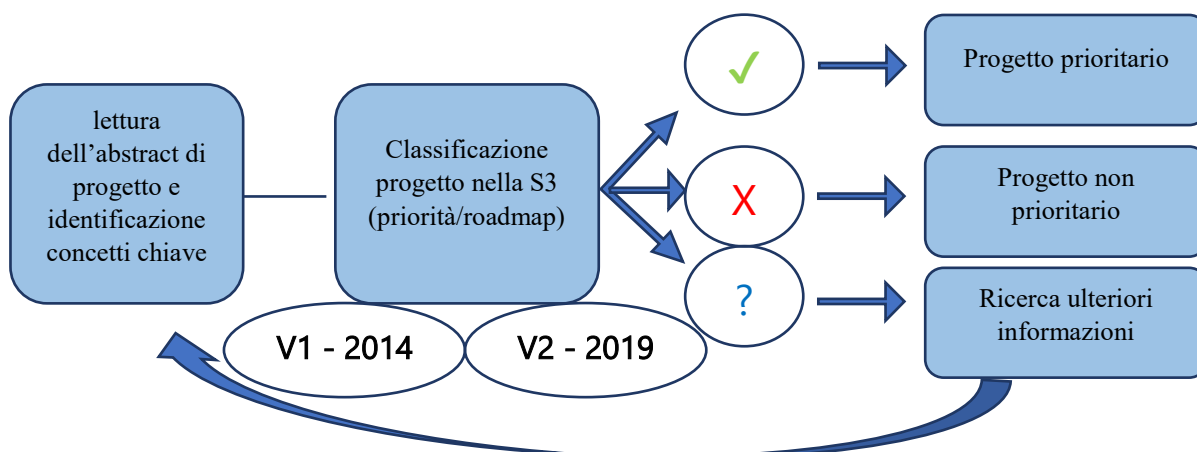 lettura
dell’abstract di
progetto e
identificazione
concetti chiave
Classificazione
progetto nella S3
(priorità/roadmap)
V1 - 2014
V2 - 2019
✓
Progetto prioritario
X
Progetto non
prioritario
?
Ricerca ulteriori
informazioni